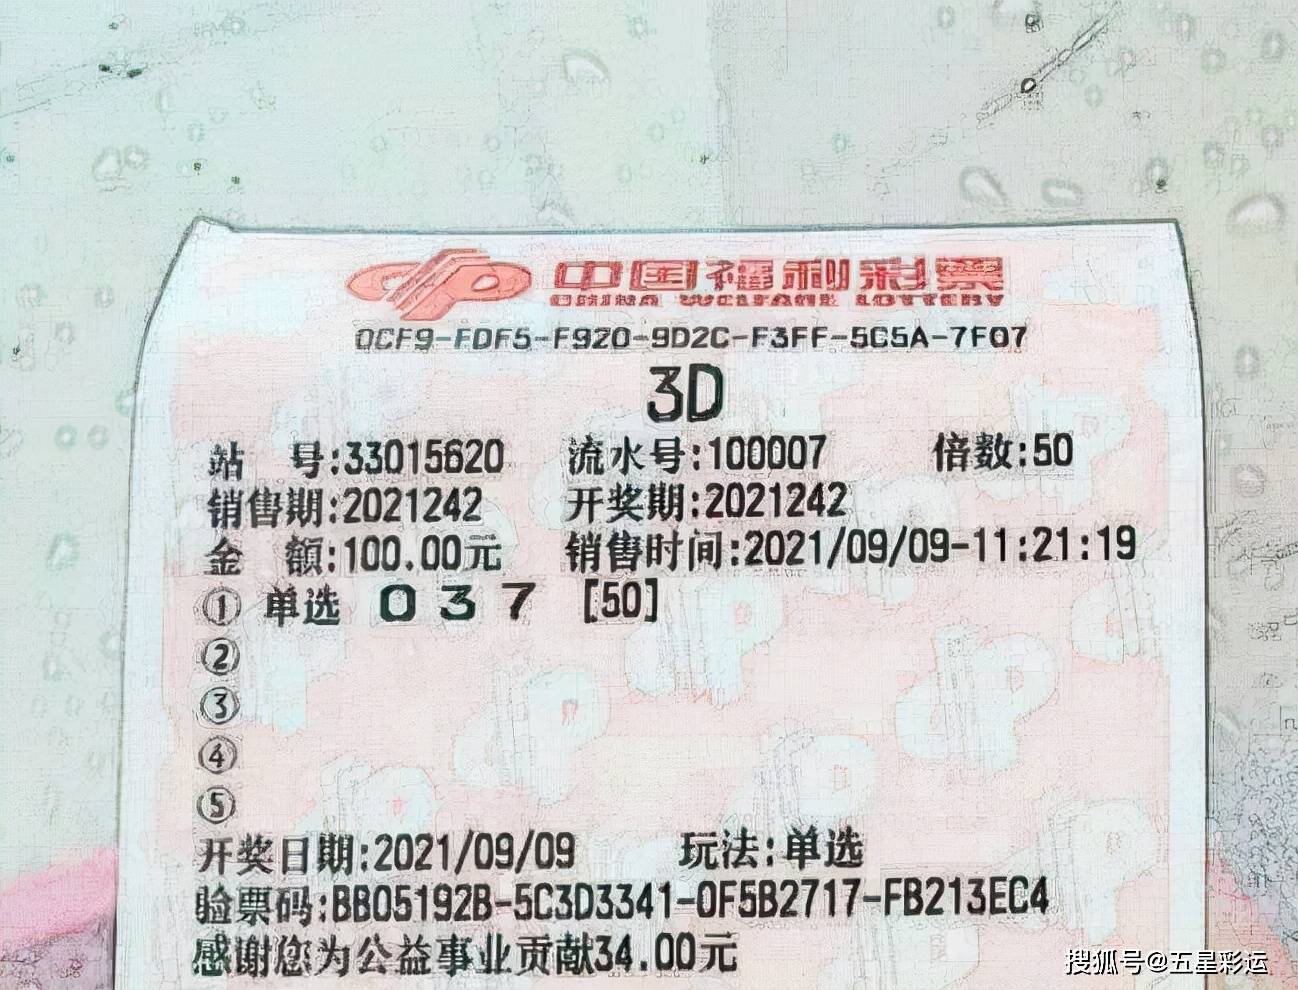 中国福利彩票
CHINA WELFARE LOTTERY
0CF9-FDF5-F920-9D2C-F3FF-5C5A-7F07
3D
站 号:33015620 流水号:100007 倍数:50
销售期:2021242 开奖期:2021242
金 额:100.00元 销售时间:2021/09/09-11:21:19
① 单选 0 3 7 [50]
②
③
④
⑤
开奖日期:2021/09/09 玩法:单选
验票码:BB05192B-5C3D3341-0F5B2717-FB213EC4
感谢您为公益事业贡献34.00元
搜狐号@五星彩运